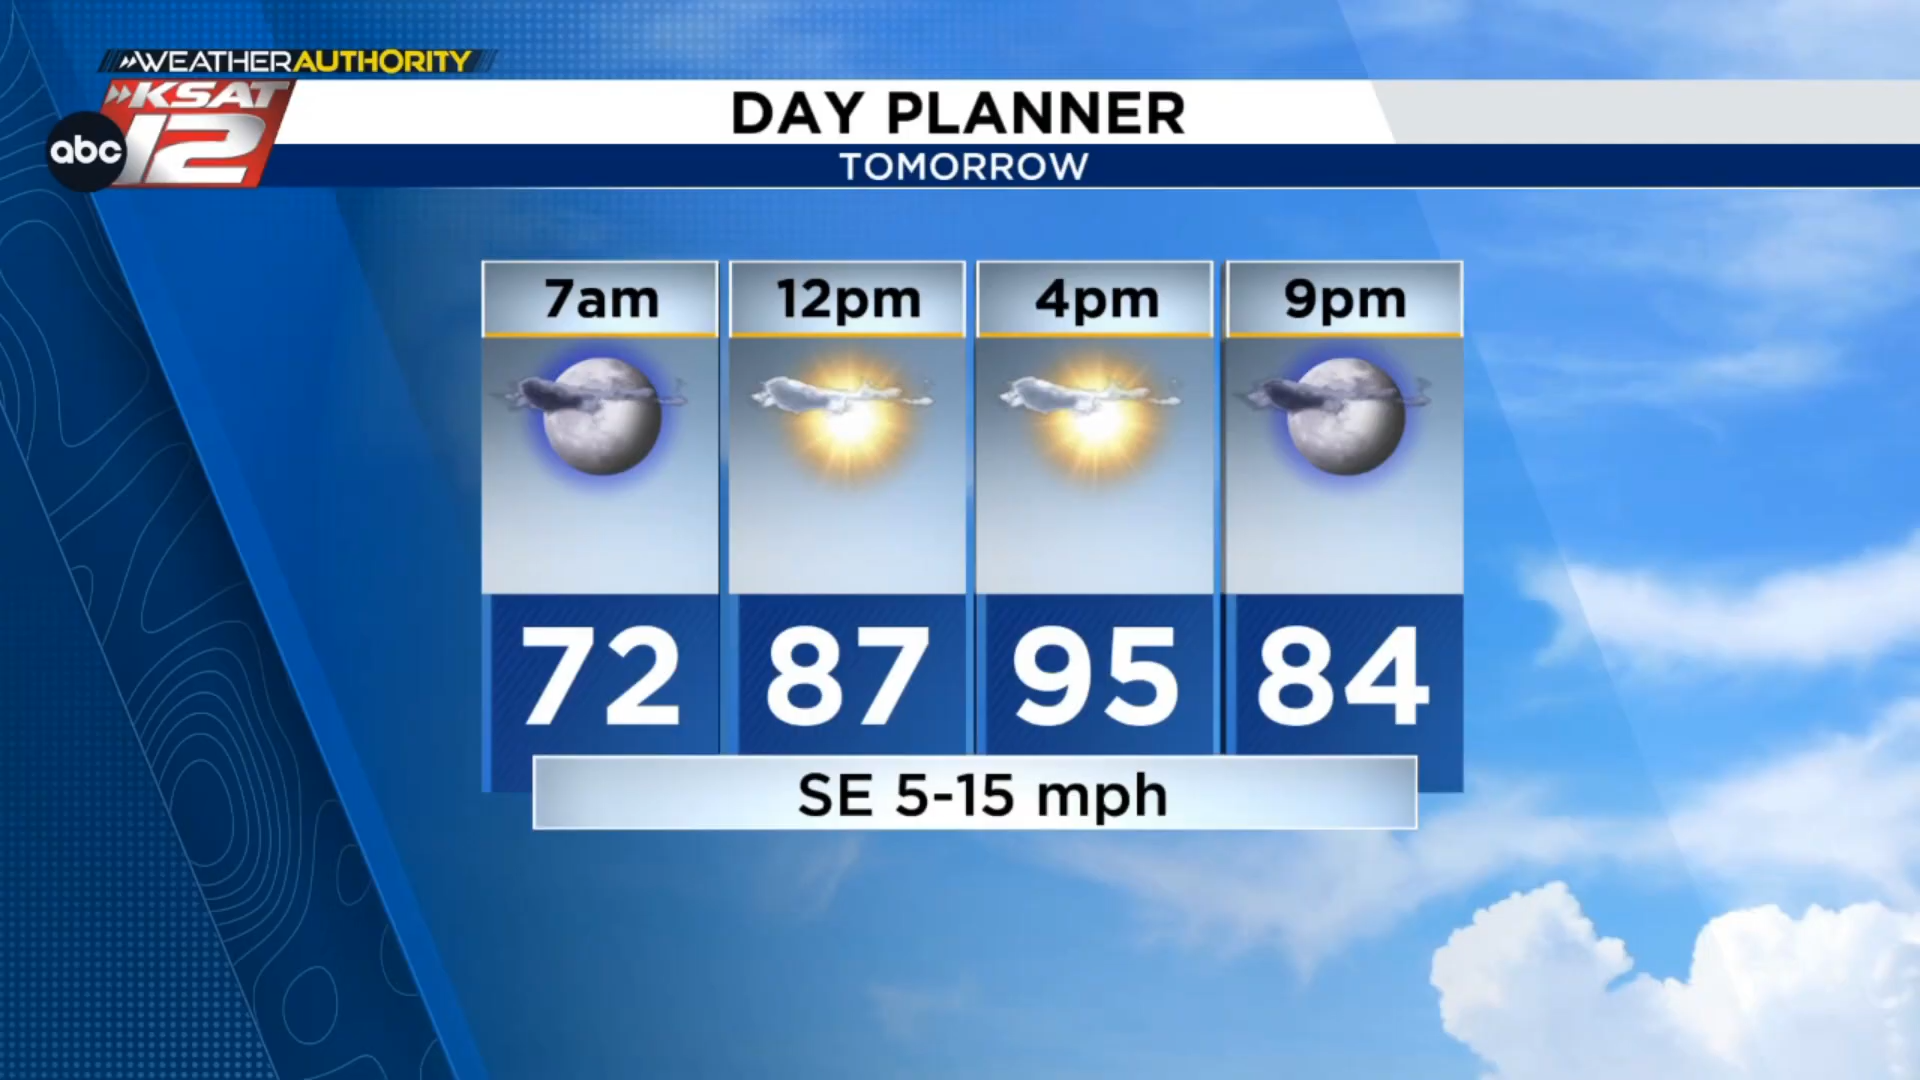 WEATHERAUTHORITY
KSAT
12
abc
DAY PLANNER
TOMORROW
7am 12pm 4pm 9pm
72 87 95 84
SE 5-15 mph